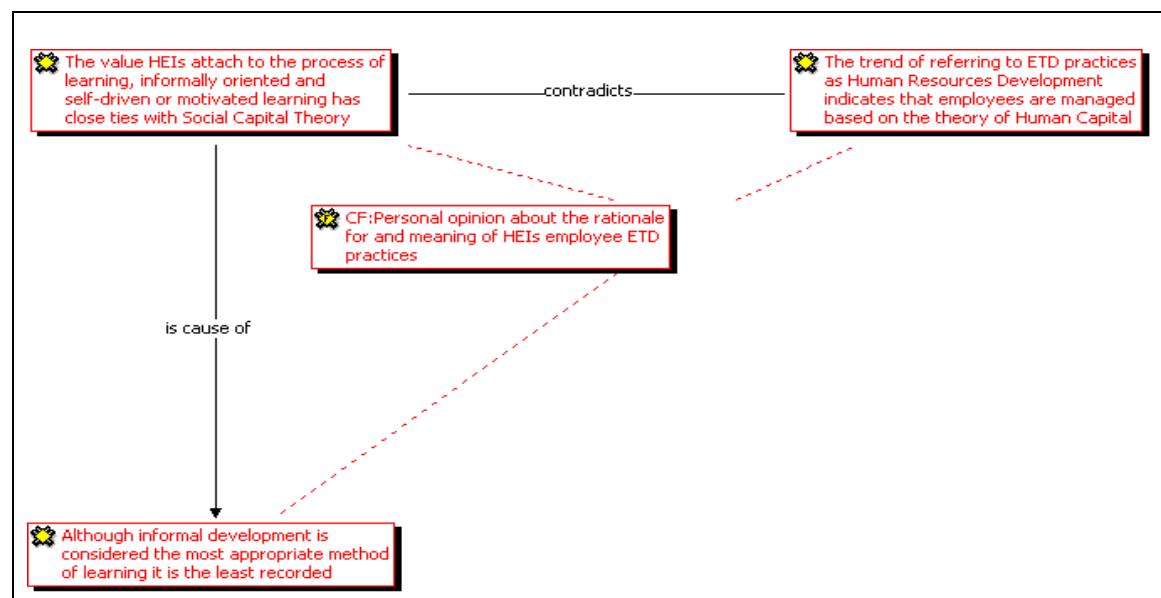 The value HEIs attach to the process of
learning, informally oriented and
self-driven or motivated learning has
close ties with Social Capital Theory
contradicts
The trend of referring to ETD practices
as Human Resources Development
indicates that employees are managed
based on the theory of Human Capital
CF:Personal opinion about the rationale
for and meaning of HEIs employee ETD
practices
is cause of
Although informal development is
considered the most appropriate method
of learning it is the least recorded